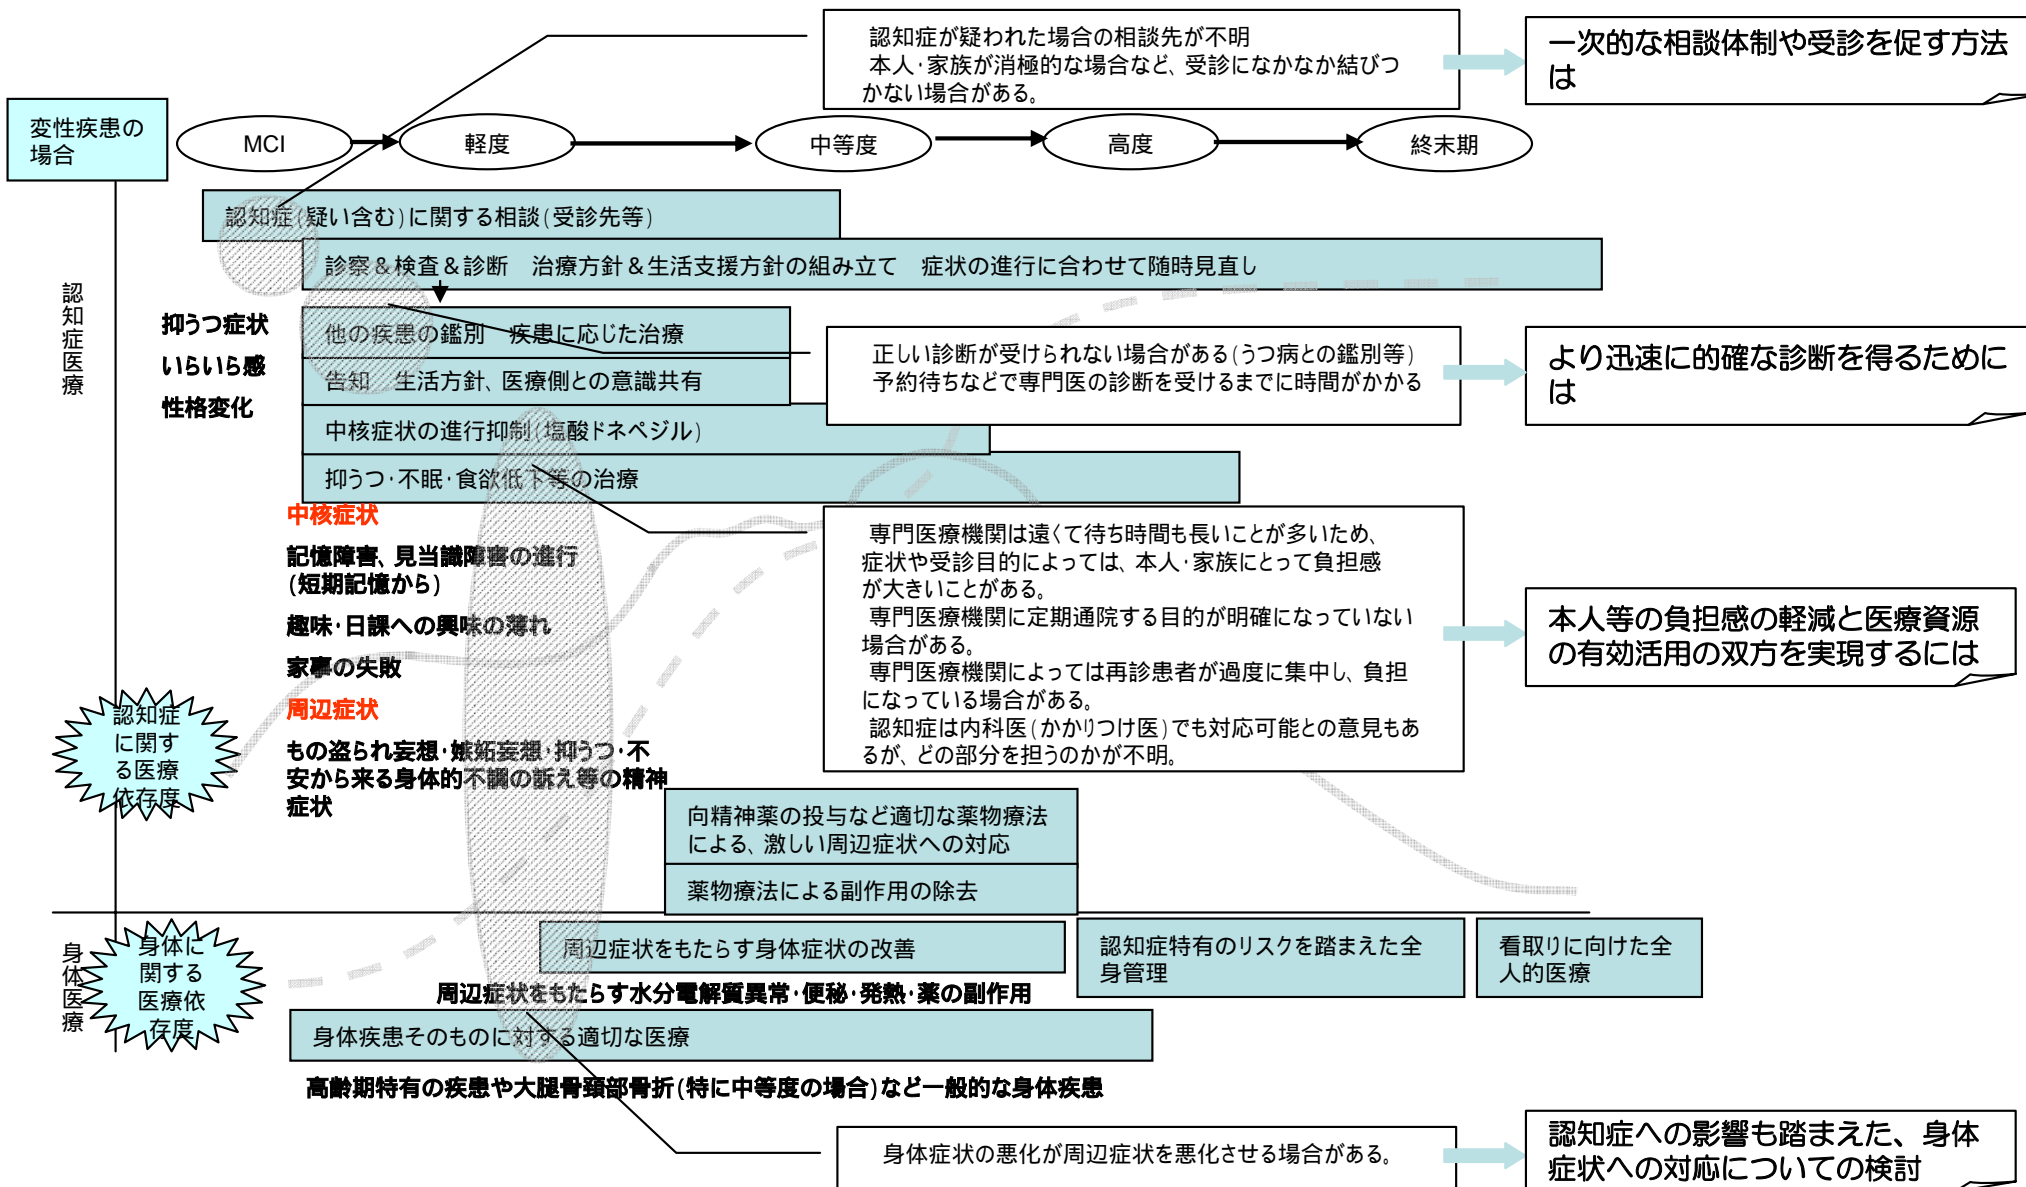 認知症が疑われた場合の相談先が不明
本人・家族が消極的な場合など、受診になかなか結びつ
かない場合がある。
一次的な相談体制や受診を促す方法
は
変性疾患の
場合
MCI
軽度
中等度
高度
終末期
認知症(疑い含む)に関する相談(受診先等)
診察&検査&診断 治療方針&生活支援方針の組み立て 症状の進行に合わせて随時見直し
認知症医療
抑うつ症状
いらいら感
性格変化
他の疾患の鑑別 疾患に応じた治療
告知 生活方針、医療側との意識共有
中核症状の進行抑制(塩酸ドネペジル)
抑うつ・不眠・食欲低下等の治療
正しい診断が受けられない場合がある(うつ病との鑑別等)
予約待ちなどで専門医の診断を受けるまでに時間がかかる
より迅速に的確な診断を得るために
は
中核症状
記憶障害、見当識障害の進行
(短期記憶から)
趣味・日課への興味の薄れ
家事の失敗
周辺症状
もの盗られ妄想・嫉妬妄想・抑うつ・不
安から来る身体的不調の訴え等の精神
症状
専門医療機関は遠くて待ち時間も長いことが多いため、
症状や受診目的によっては、本人・家族にとって負担感
が大きいことがある。
専門医療機関に定期通院する目的が明確になっていない
場合がある。
専門医療機関によっては再診患者が過度に集中し、負担
になっている場合がある。
認知症は内科医(かかりつけ医)でも対応可能との意見もあ
るが、どの部分を担うのかが不明。
本人等の負担感の軽減と医療資源
の有効活用の双方を実現するには
認知症
に関す
る医療
依存度
向精神薬の投与など適切な薬物療法
による、激しい周辺症状への対応
薬物療法による副作用の除去
身体医療
身体に
関する
医療依
存度
周辺症状をもたらす身体症状の改善
認知症特有のリスクを踏まえた全
身管理
看取りに向けた全
人的医療
周辺症状をもたらす水分電解質異常・便秘・発熱・薬の副作用
身体疾患そのものに対する適切な医療
高齢期特有の疾患や大腿骨頚部骨折(特に中等度の場合)など一般的な身体疾患
身体症状の悪化が周辺症状を悪化させる場合がある。
認知症への影響も踏まえた、身体
症状への対応についての検討